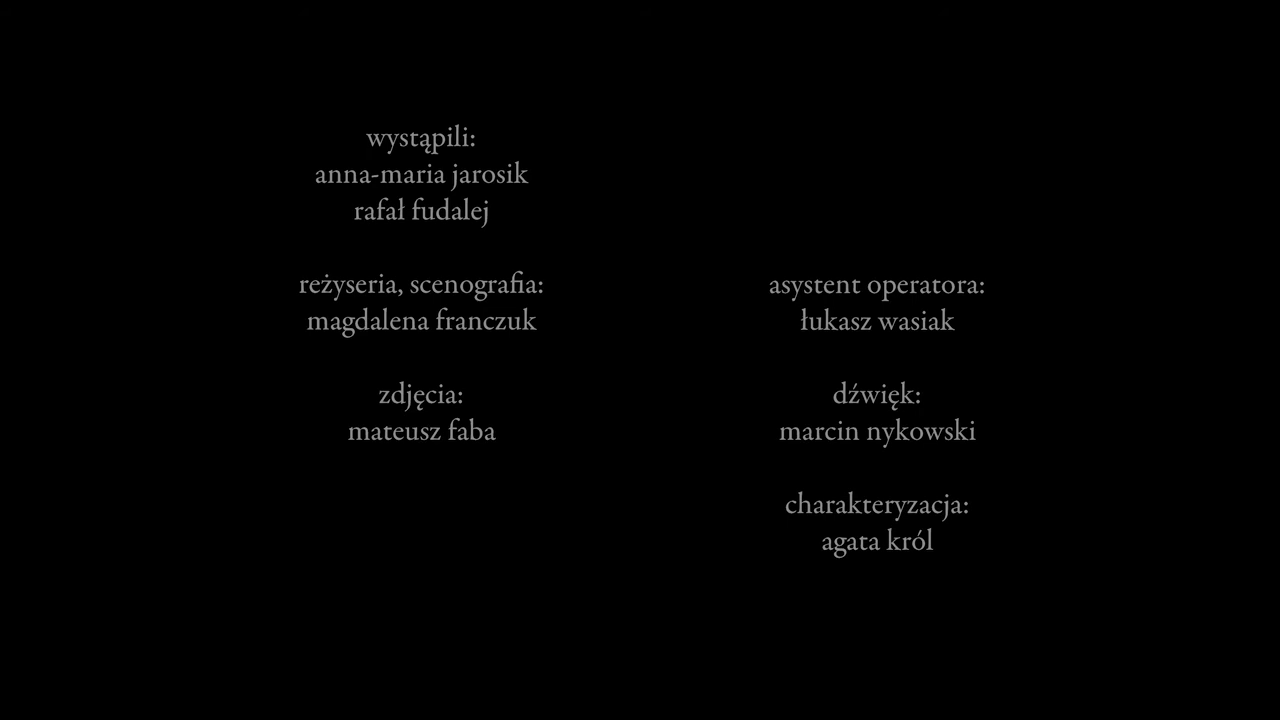 wystąpili:
anna-maria jarosik
rafał fudalej
reżyseria, scenografia:
magdalena franczuk
zdjęcia:
mateusz faba
asystent operatora:
łukasz wasiak
dźwięk:
marcin nykowski
charakteryzacja:
agata król